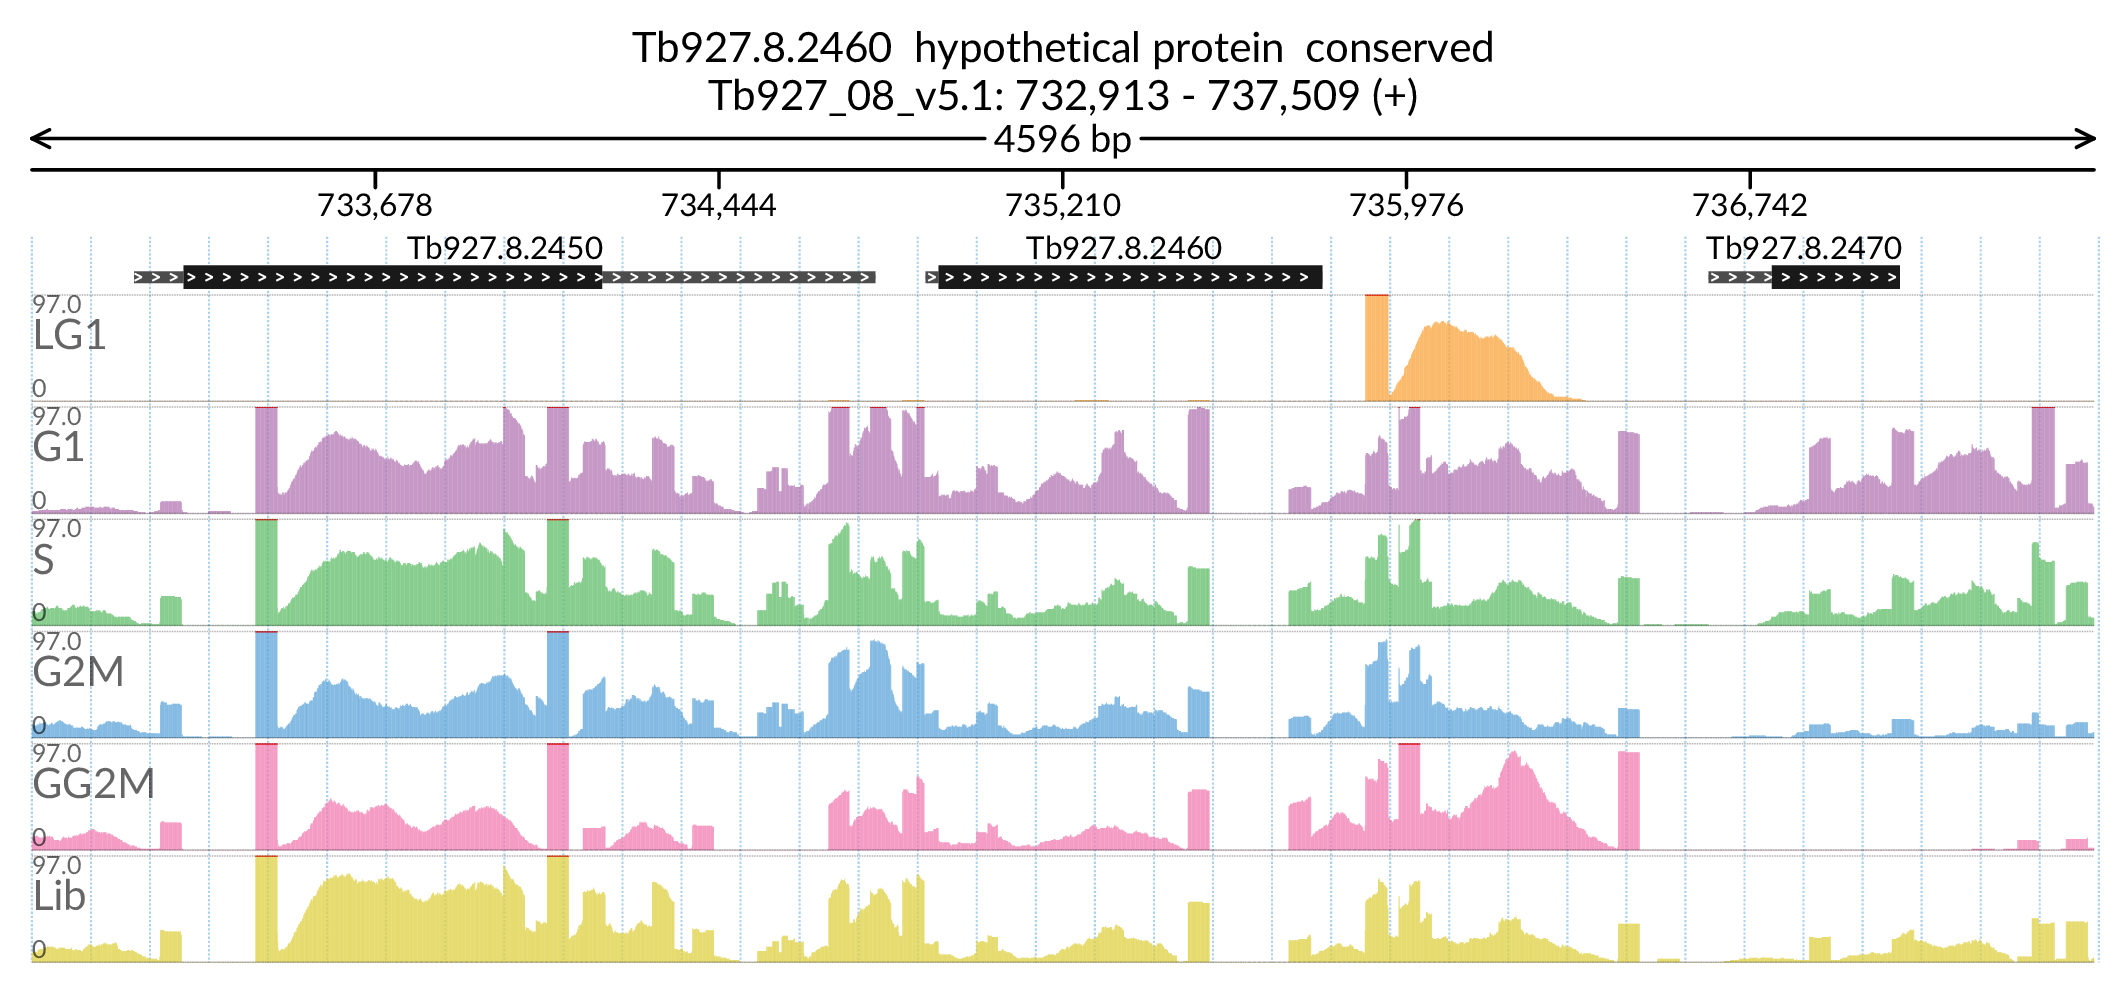 Tb927.8.2460 hypothetical protein conserved
Tb927_08_v5.1: 732,913 - 737,509 (+)
4596 bp
733,678 734,444 735,210 735,976 736,742
Tb927.8.2450 Tb927.8.2460 Tb927.8.2470
97.0
LG1
0
97.0
G1
0
97.0
S
0
97.0
G2M
0
97.0
GG2M
0
97.0
Lib
0